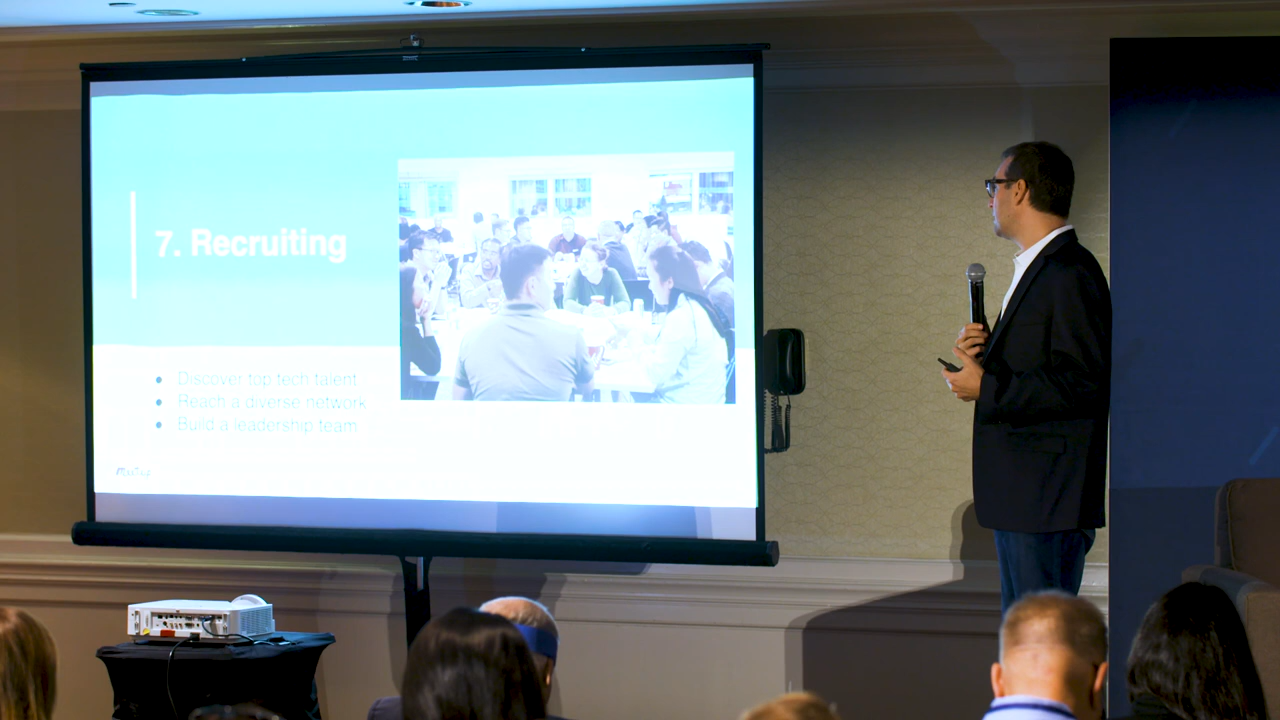 7. Recruiting
Discover top tech talent
Reach a diverse network
Build a leadership team